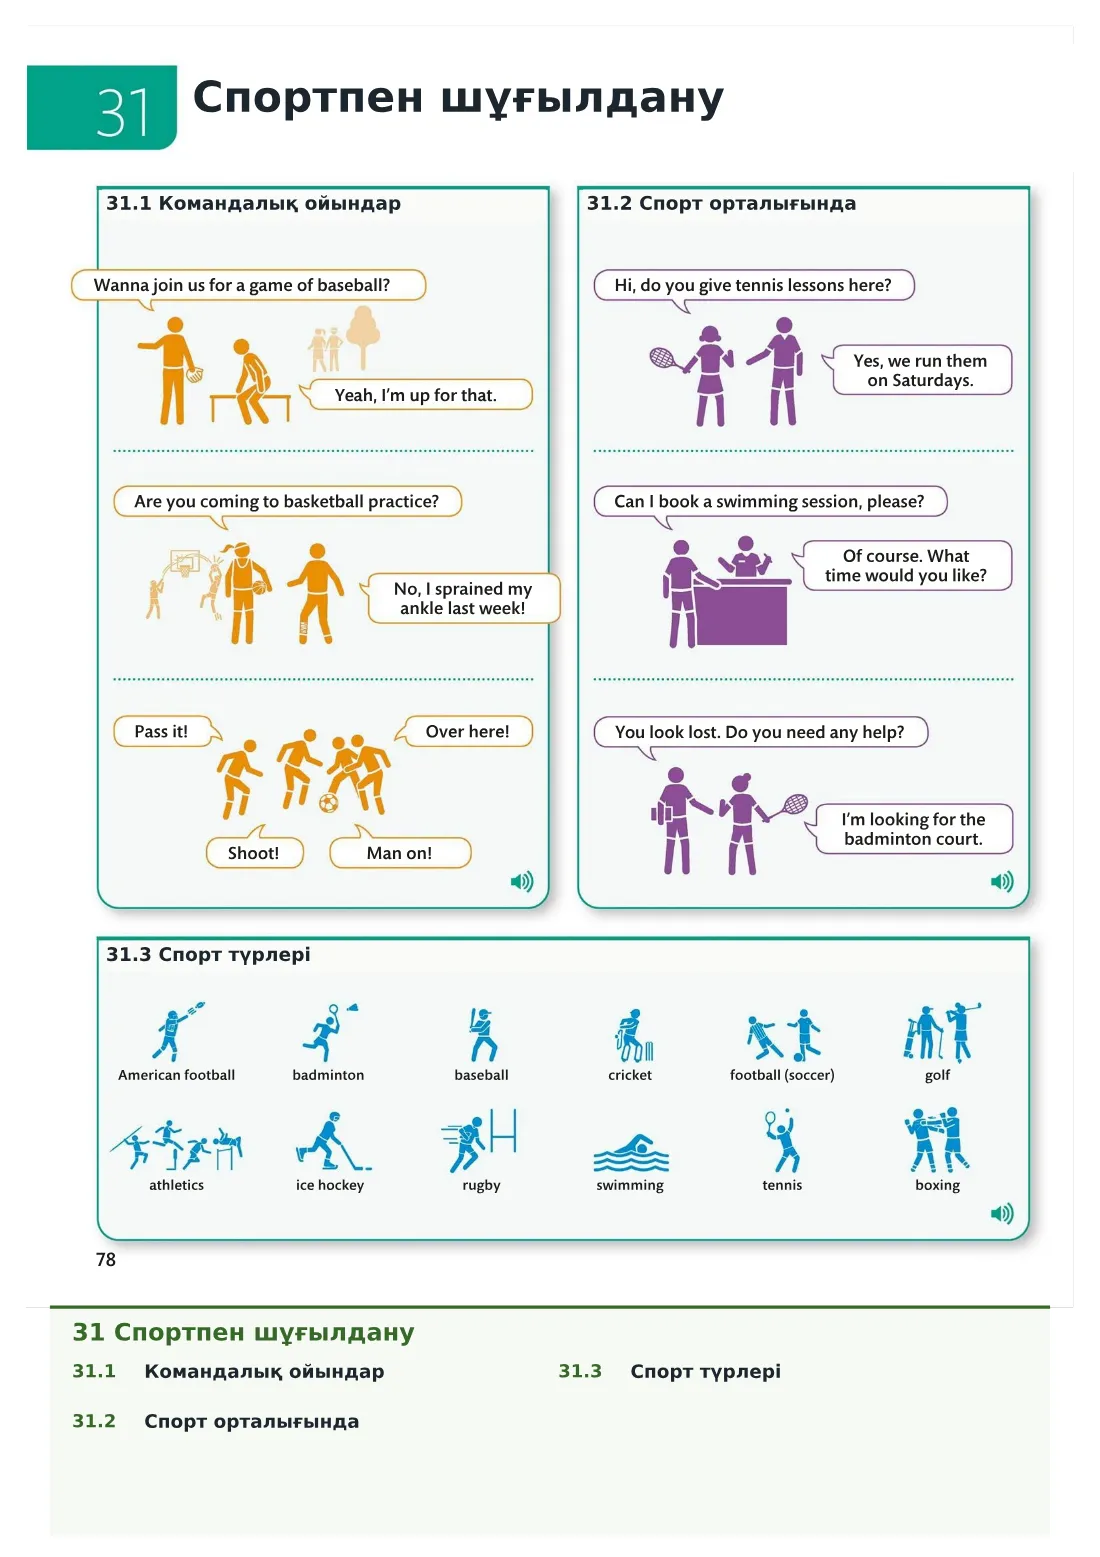 31
Спортпен шұғылдану
31.1 Командалық ойындар
Wanna join us for a game of baseball?
Yeah, I'm up for that.
Are you coming to basketball practice?
No, I sprained my
ankle last week!
Pass it!
Over here!
Shoot!
Man on!
31.2 Спорт орталығында
Hi, do you give tennis lessons here?
Yes, we run them
on Saturdays.
Can I book a swimming session, please?
Of course. What
time would you like?
You look lost. Do you need any help?
I'm looking for the
badminton court.
31.3 Спорт түрлері
American football
badminton
baseball
cricket
football (soccer)
golf
athletics
ice hockey
rugby
swimming
tennis
boxing
78
31 Спортпен шұғылдану
31.1 Командалық ойындар
31.2 Спорт орталығында
31.3 Спорт түрлері